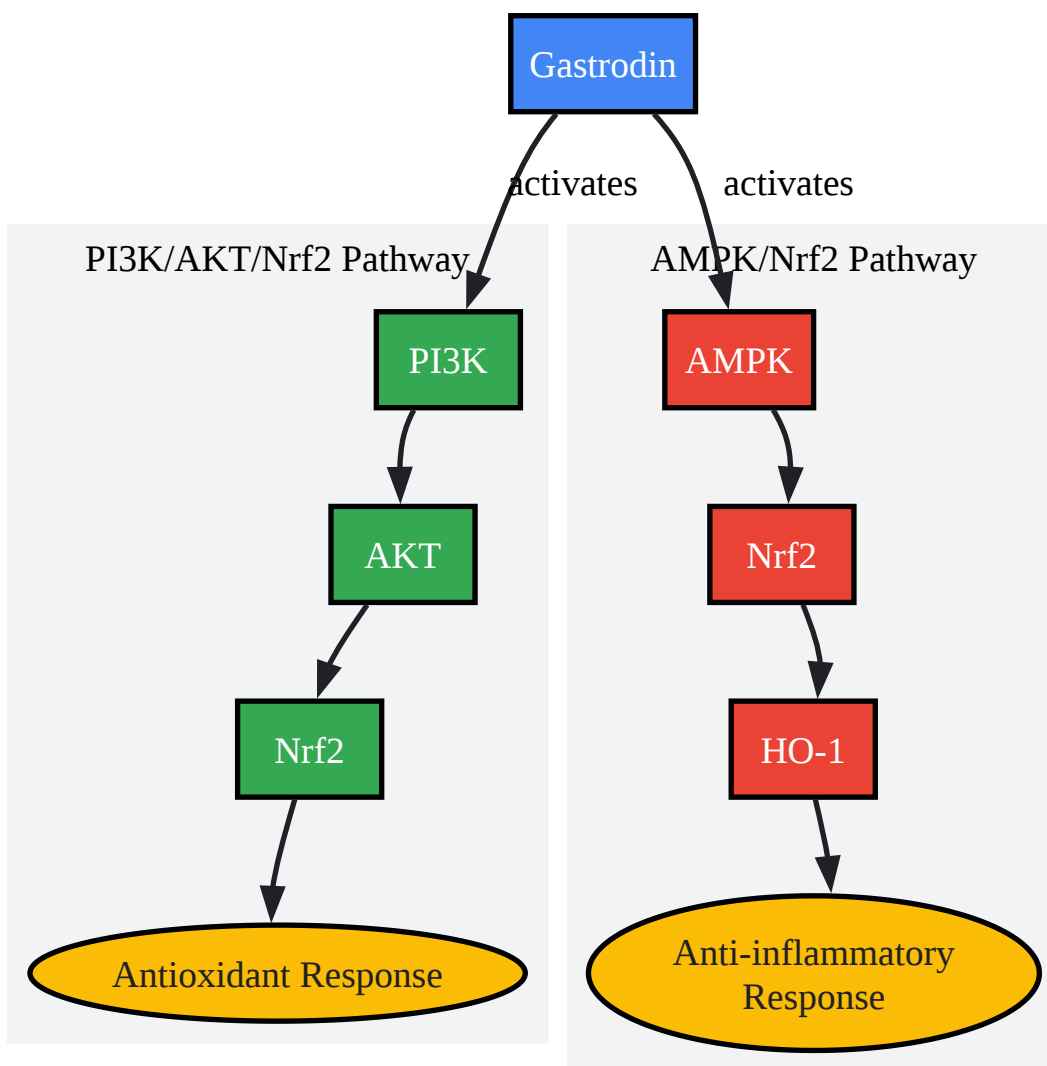 Gastrodin
activates
activates
PI3K/AKT/Nrf2 Pathway
AMPK/Nrf2 Pathway
PI3K
AMPK
AKT
Nrf2
Nrf2
HO-1
Antioxidant Response
Anti-inflammatory
Response